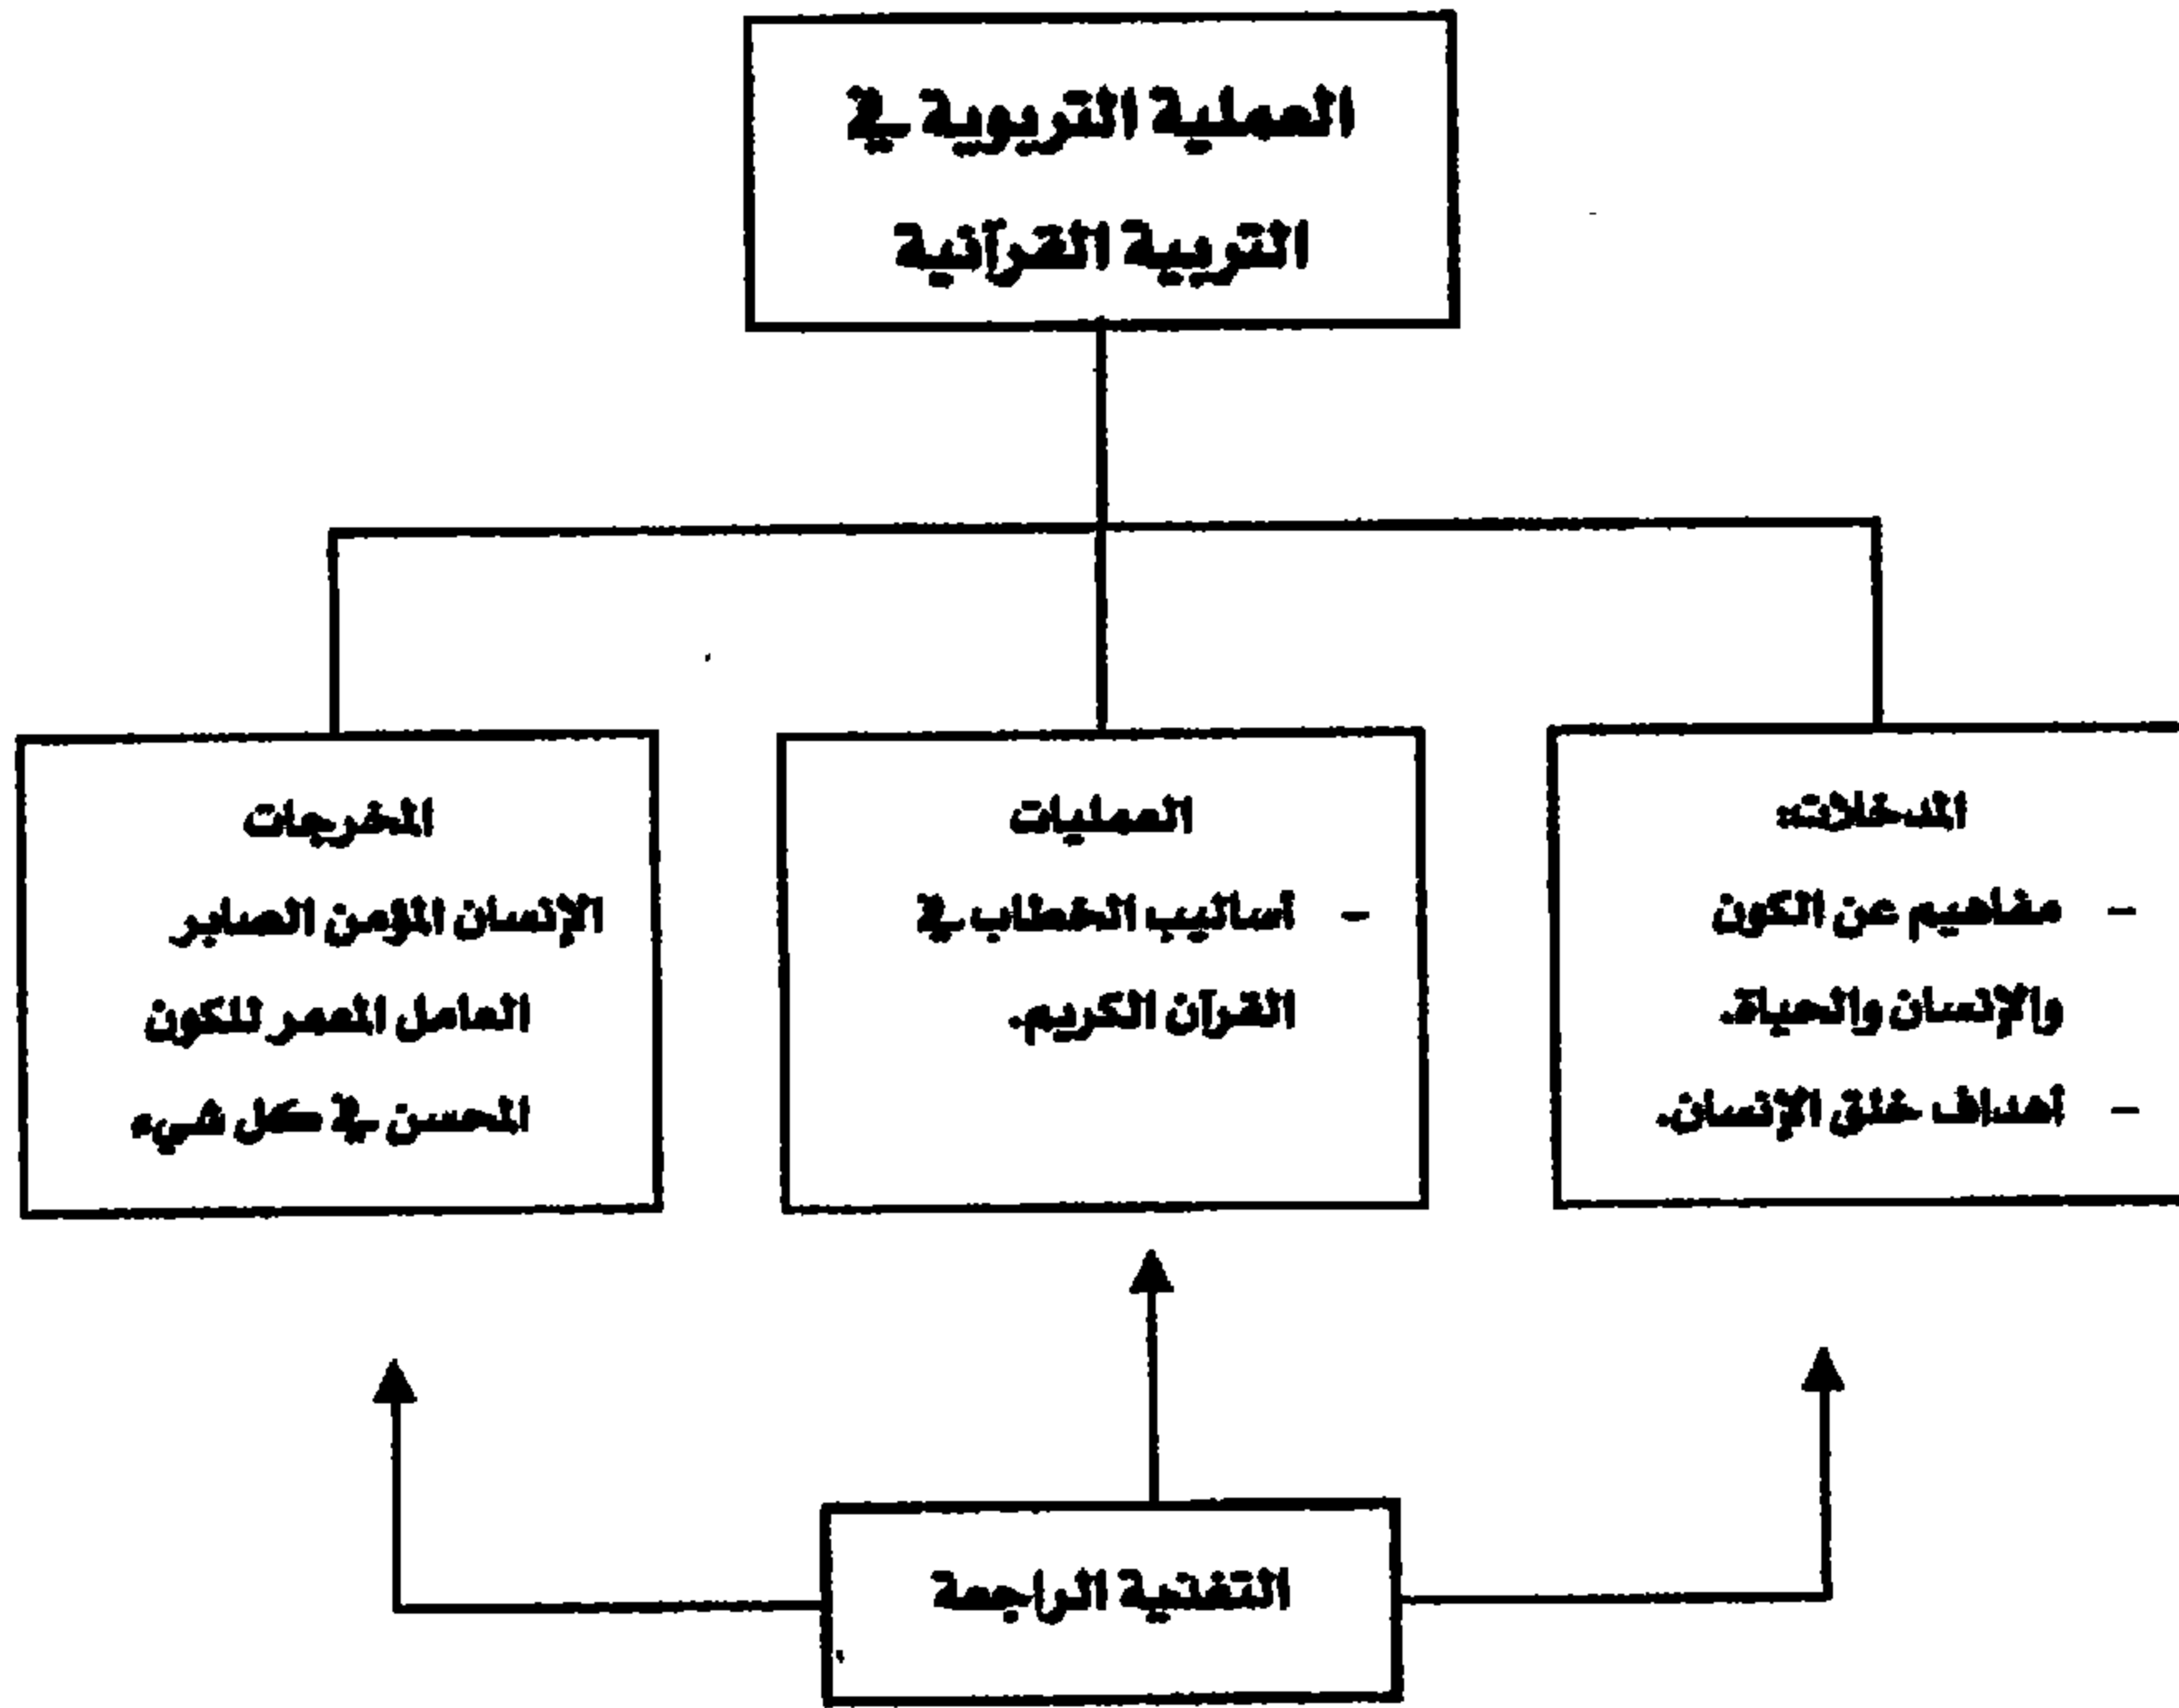 العملية التربوية في
التربية القرآنية
المدخلات
- مفاهيم عن الكون
والإنسان والحياة.
- أهداف خلق الإنسان.
العمليات
- أساليب الخطاب في
القرآن الكريم.
المخرجات
الإنسان المؤمن الصابر
العامل المعمر للكون
المحسن في كل شيء
التغذية الراجعة